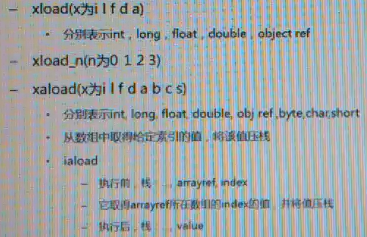 – xload(x为i l f d a)
• 分别表示int，long，float，double，object ref
– xload_n(n为0 1 2 3)
– xaload(x为i l f d a b c s)
• 分别表示int, long, float, double, obj ref ,byte,char,short
• 从数组中取得给定索引的值，将该值压栈
• iaload
– 执行前，栈：..., arrayref, index
– 它取得arrayref所在数组的index的值，并将值压栈
– 执行后，栈：..., value